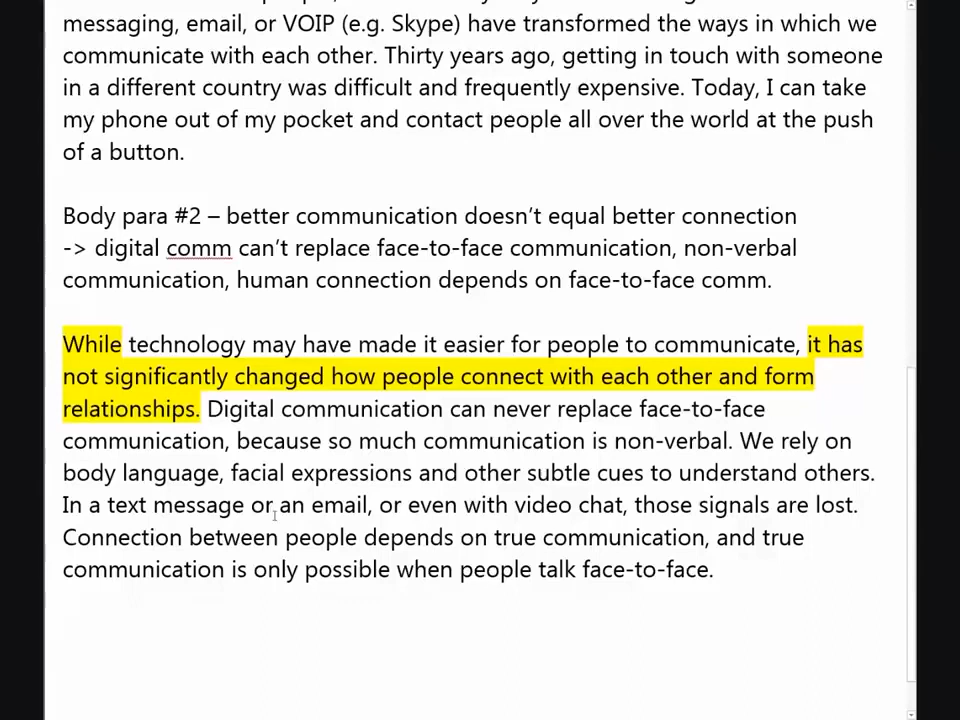 messaging, email, or VOIP (e.g. Skype) have transformed the ways in which we
communicate with each other. Thirty years ago, getting in touch with someone
in a different country was difficult and frequently expensive. Today, I can take
my phone out of my pocket and contact people all over the world at the push
of a button.
Body para #2 – better communication doesn’t equal better connection
-> digital comm can’t replace face-to-face communication, non-verbal
communication, human connection depends on face-to-face comm.
While technology may have made it easier for people to communicate, it has
not significantly changed how people connect with each other and form
relationships. Digital communication can never replace face-to-face
communication, because so much communication is non-verbal. We rely on
body language, facial expressions and other subtle cues to understand others.
In a text message or an email, or even with video chat, those signals are lost.
Connection between people depends on true communication, and true
communication is only possible when people talk face-to-face.